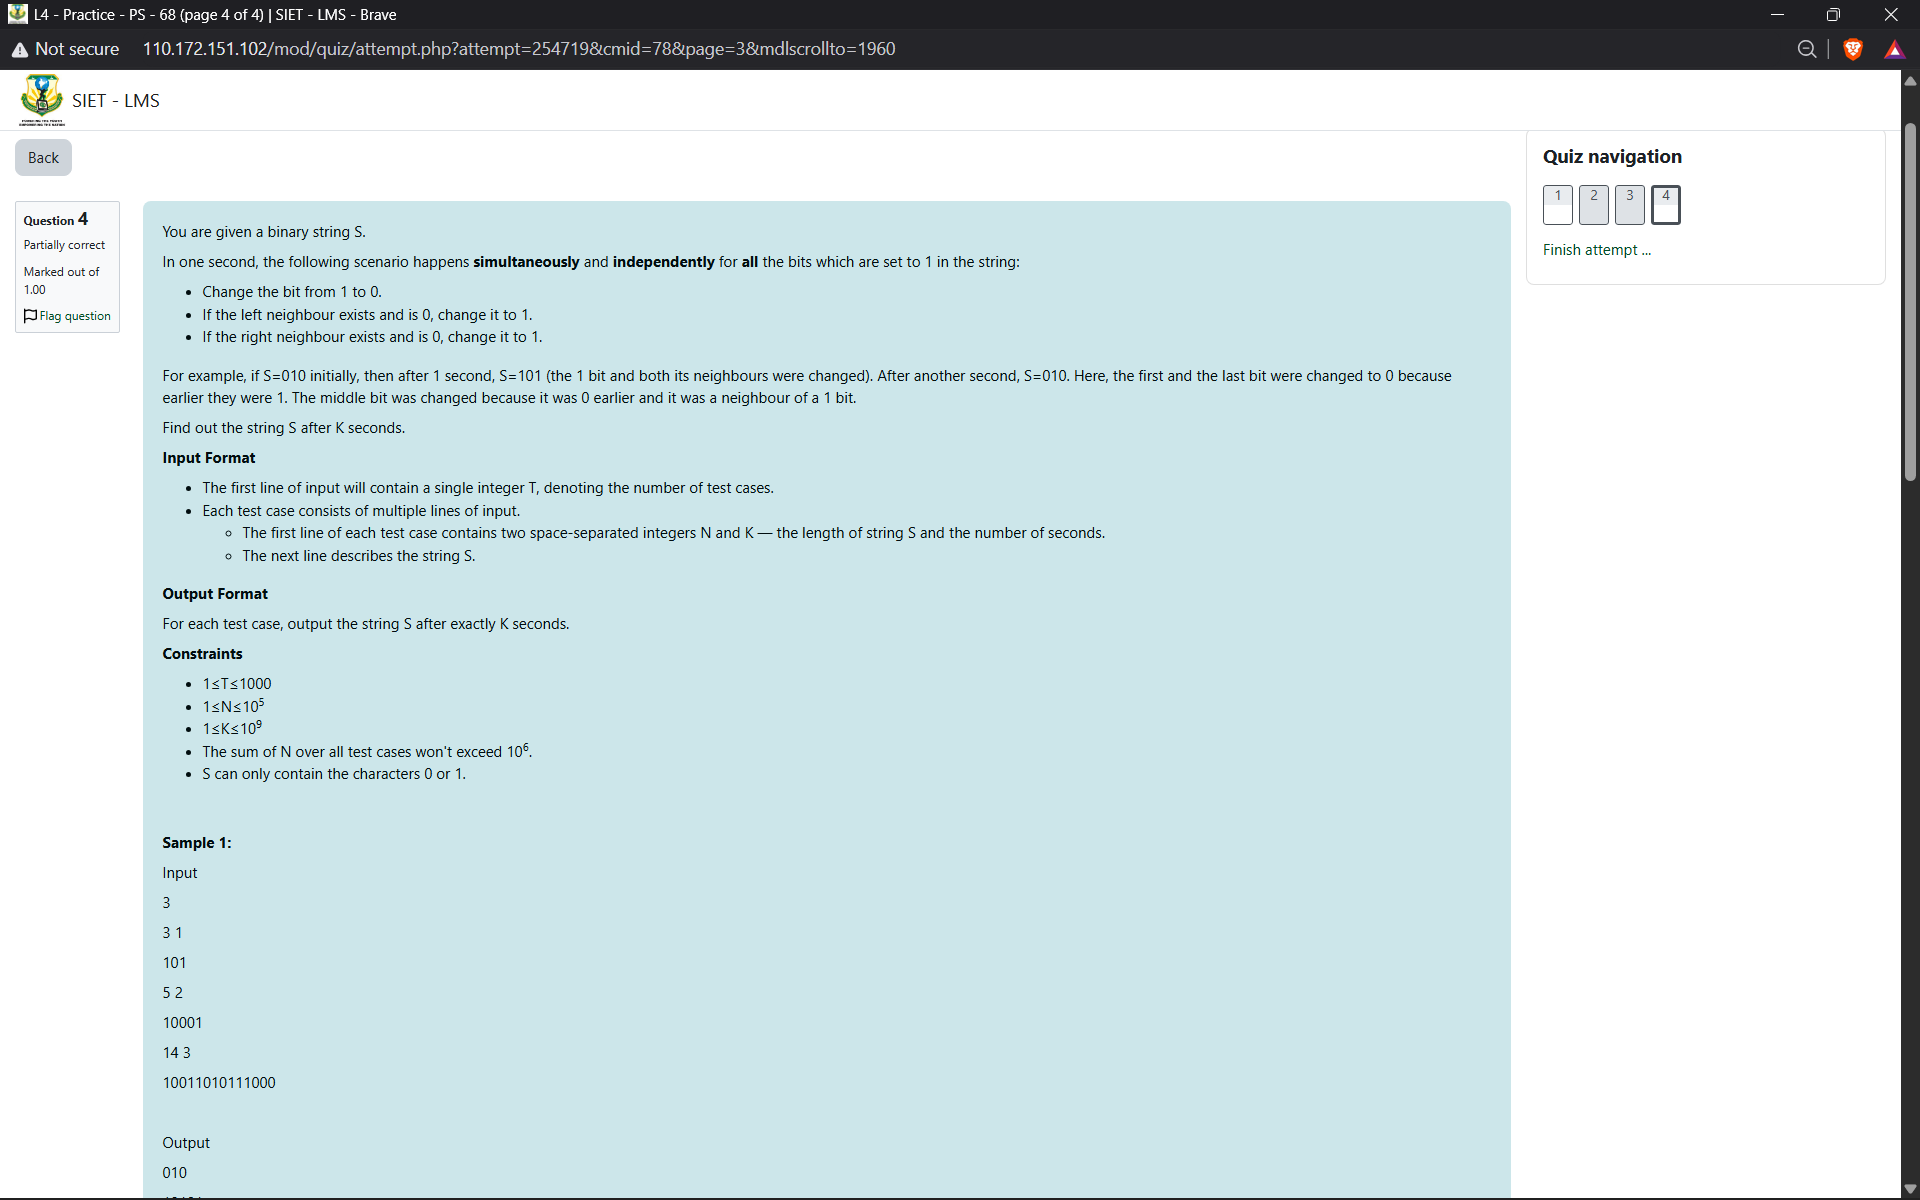 L4 - Practice - PS - 68 (page 4 of 4) | SIET - LMS - Brave
Not secure 110.172.151.102/mod/quiz/attempt.php?attempt=254719&cmid=78&page=3&mdlscrollto=1960
SIET - LMS
Back
Question 4
Partially correct
Marked out of
1.00
Flag question
You are given a binary string S.
In one second, the following scenario happens simultaneously and independently for all the bits which are set to 1 in the string:
• Change the bit from 1 to 0.
• If the left neighbour exists and is 0, change it to 1.
• If the right neighbour exists and is 0, change it to 1.
For example, if S=010 initially, then after 1 second, S=101 (the 1 bit and both its neighbours were changed). After another second, S=010. Here, the first and the last bit were changed to 0 because
earlier they were 1. The middle bit was changed because it was 0 earlier and it was a neighbour of a 1 bit.
Find out the string S after K seconds.
Input Format
• The first line of input will contain a single integer T, denoting the number of test cases.
• Each test case consists of multiple lines of input.
◦ The first line of each test case contains two space-separated integers N and K — the length of string S and the number of seconds.
◦ The next line describes the string S.
Output Format
For each test case, output the string S after exactly K seconds.
Constraints
• 1≤T≤1000
• 1≤N≤10⁵
• 1≤K≤10⁹
• The sum of N over all test cases won't exceed 10⁶.
• S can only contain the characters 0 or 1.
Sample 1:
Input
3
3 1
101
5 2
10001
14 3
10011010111000
Output
010
Quiz navigation
1 2 3 4
Finish attempt ...